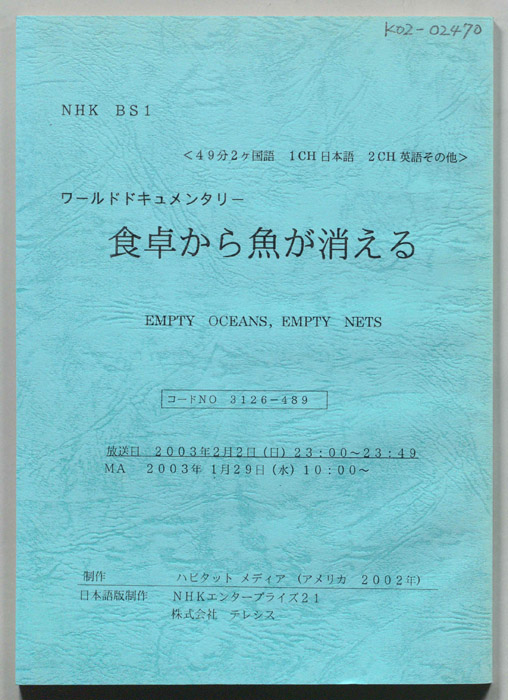 K02-02470
NHK BS1
<49分2ヶ国語 1CH日本語 2CH英語その他>
ワールドドキュメンタリー
食卓から魚が消える
EMPTY OCEANS, EMPTY NETS
コードNO 3126-489
放送日 2003年2月2日(日)23:00~23:49
MA 2003年 1月29日(水)10:00~
制作 ハビタット メディア (アメリカ 2002年)
日本語版制作 NHKエンタープライズ21
株式会社 テレシス